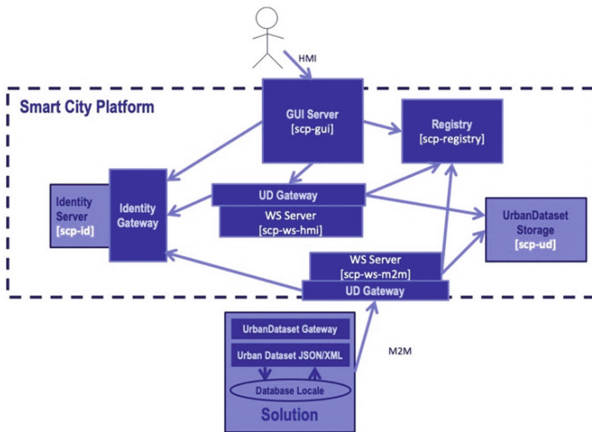 HMI
Smart City Platform
GUI Server
[scp-gui]
Registry
[scp-registry]
Identity
Server
[scp-id]
Identity
Gateway
UD Gateway
WS Server
[scp-ws-hmi]
UrbanDataset
Storage
[scp-ud]
WS Server
[scp-ws-m2m]
UD Gateway
UrbanDataset Gateway
Urban Dataset JSON/XML
Database Locale
Solution
M2M